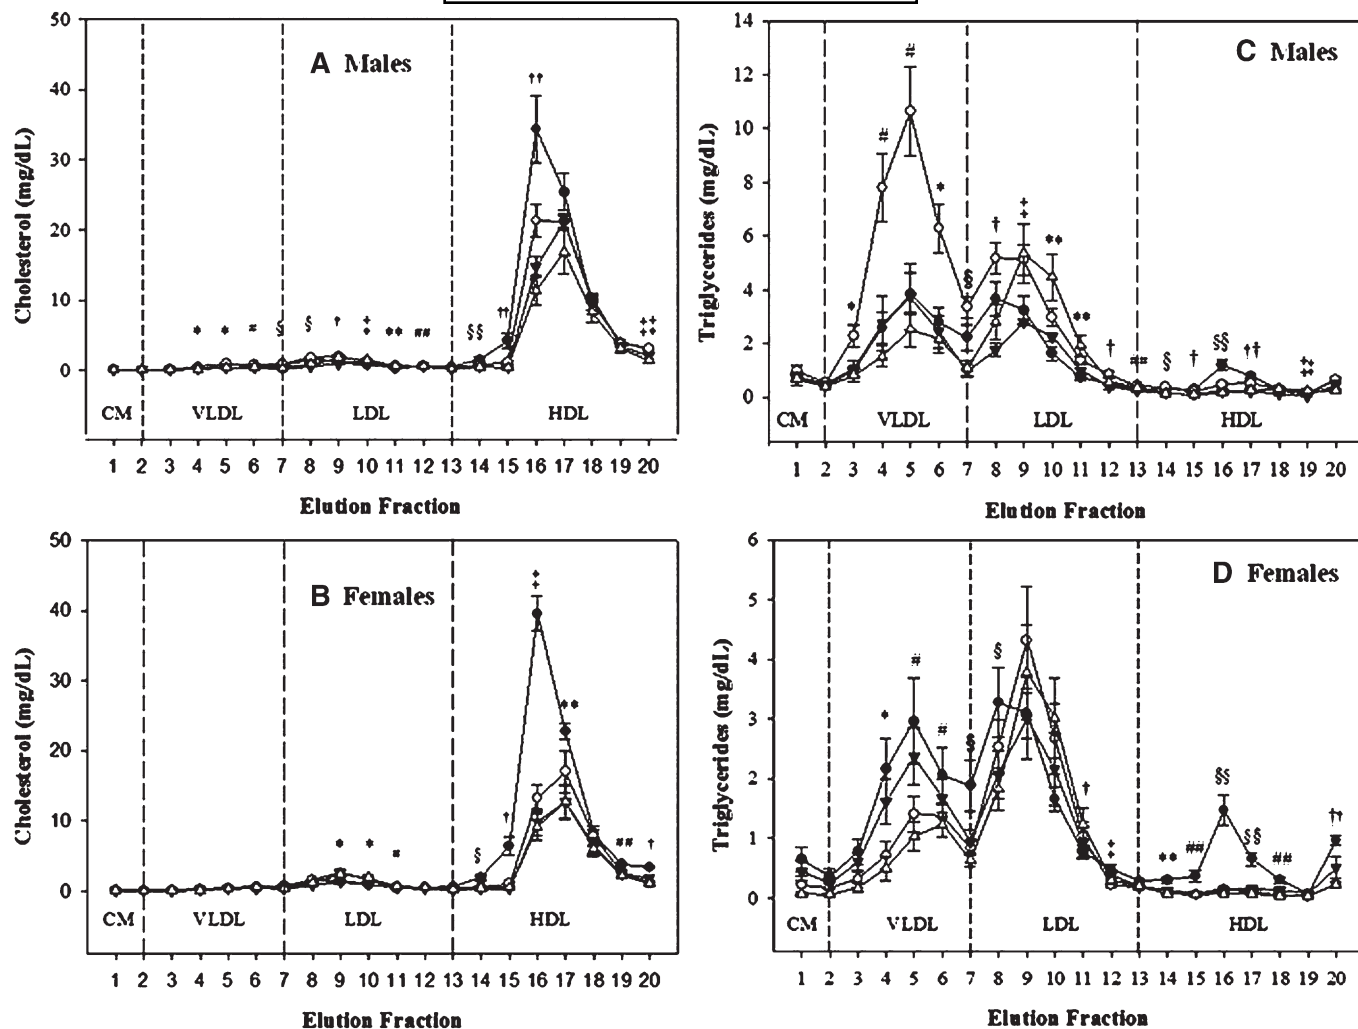 A Males
Cholesterol (mg/dL)
50
40
30
20
10
0
††
* * # § § † ‡ ** ## §§ †† ‡‡
CM VLDL LDL HDL
1 2 3 4 5 6 7 8 9 10 11 12 13 14 15 16 17 18 19 20
Elution Fraction
C Males
Triglycerides (mg/dL)
14
12
10
8
6
4
2
0
* # # * § † ‡ ** ** † ## § † §§ †† ‡‡
CM VLDL LDL HDL
1 2 3 4 5 6 7 8 9 10 11 12 13 14 15 16 17 18 19 20
Elution Fraction
B Females
Cholesterol (mg/dL)
50
40
30
20
10
0
* * # § † ‡ ** ## †
CM VLDL LDL HDL
1 2 3 4 5 6 7 8 9 10 11 12 13 14 15 16 17 18 19 20
Elution Fraction
D Females
Triglycerides (mg/dL)
6
5
4
3
2
1
0
* # # § § † ‡ ** ## §§ §§ ## ††
CM VLDL LDL HDL
1 2 3 4 5 6 7 8 9 10 11 12 13 14 15 16 17 18 19 20
Elution Fraction